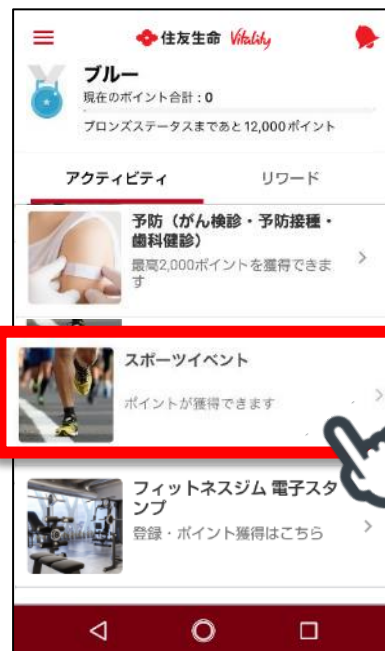 住友生命 Vitality
ブルー
現在のポイント合計：0
ブロンズステータスまであと12,000ポイント
アクティビティ リワード
予防（がん検診・予防接種・
歯科健診）
最高2,000ポイントを獲得できま
す
スポーツイベント
ポイントが獲得できます
フィットネスジム 電子スタ
ンプ
登録・ポイント獲得はこちら